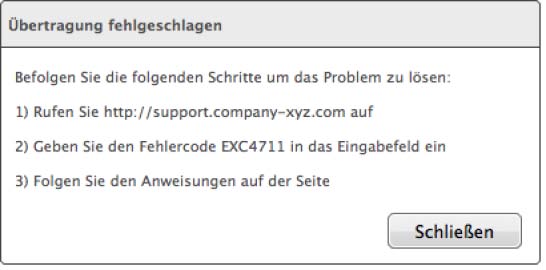 Übertragung fehlgeschlagen
Befolgen Sie die folgenden Schritte um das Problem zu lösen:
1) Rufen Sie http://support.company-xyz.com auf
2) Geben Sie den Fehlercode EXC4711 in das Eingabefeld ein
3) Folgen Sie den Anweisungen auf der Seite
Schließen